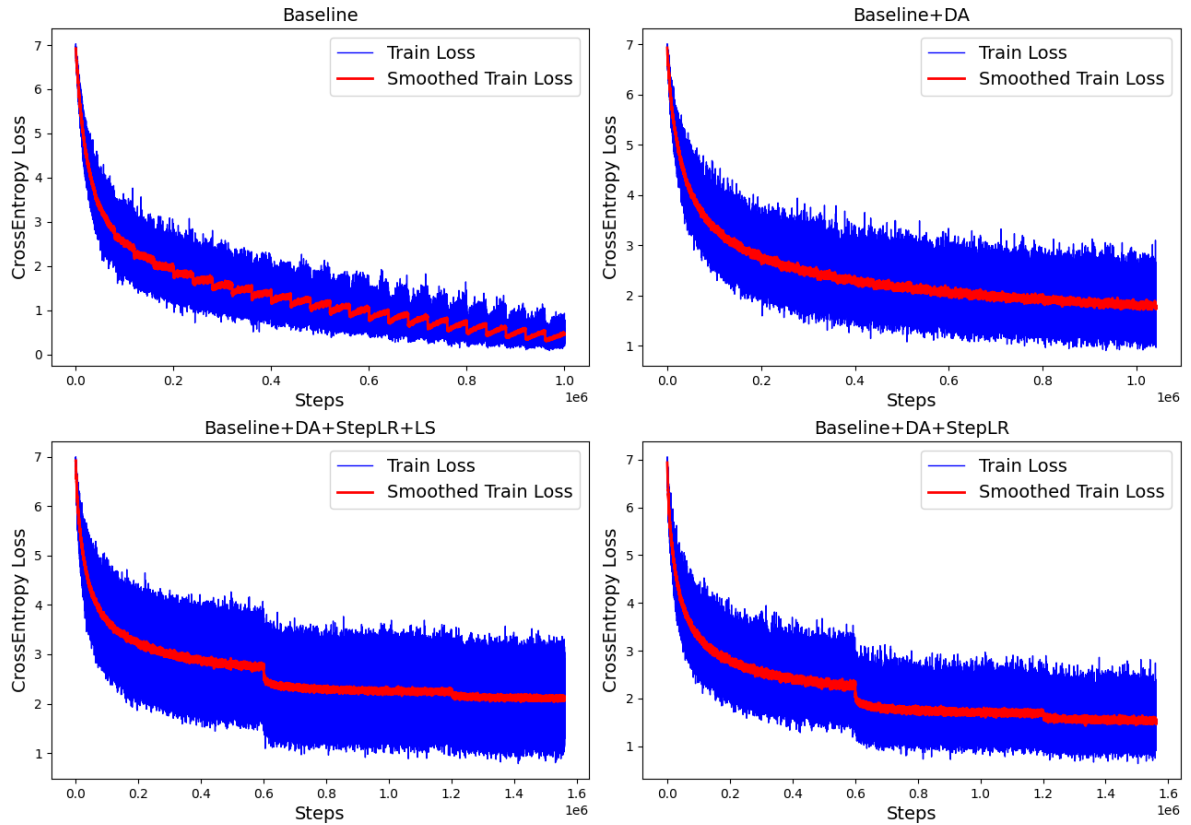 Baseline
Train Loss
Smoothed Train Loss
CrossEntropy Loss
7
6
5
4
3
2
1
0
0.0 0.2 0.4 0.6 0.8 1.0
1e6
Steps
Baseline+DA
Train Loss
Smoothed Train Loss
CrossEntropy Loss
7
6
5
4
3
2
1
0.0 0.2 0.4 0.6 0.8 1.0
1e6
Steps
Baseline+DA+StepLR+LS
Train Loss
Smoothed Train Loss
CrossEntropy Loss
7
6
5
4
3
2
1
0.0 0.2 0.4 0.6 0.8 1.0 1.2 1.4 1.6
1e6
Steps
Baseline+DA+StepLR
Train Loss
Smoothed Train Loss
CrossEntropy Loss
7
6
5
4
3
2
1
0.0 0.2 0.4 0.6 0.8 1.0 1.2 1.4 1.6
1e6
Steps